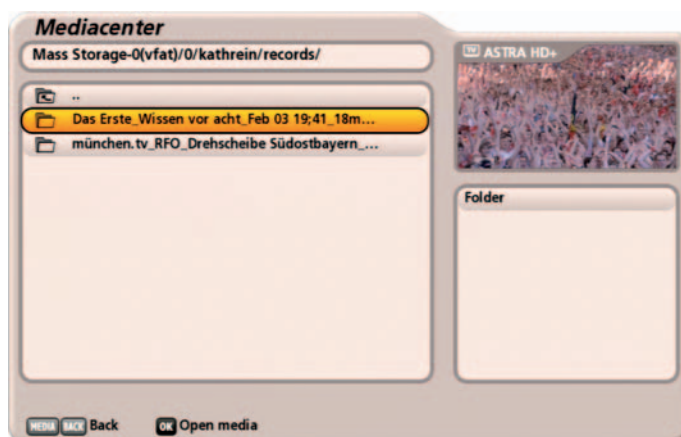 Mediacenter
Mass Storage-0(vfat)/0/kathrein/records/
TV ASTRA HD+
..
Das Erste_Wissen vor acht_Feb 03 19;41_18m...
münchen.tv_RFO_Drehscheibe Südostbayern_...
Folder
MEDIA BACK Back OK Open media